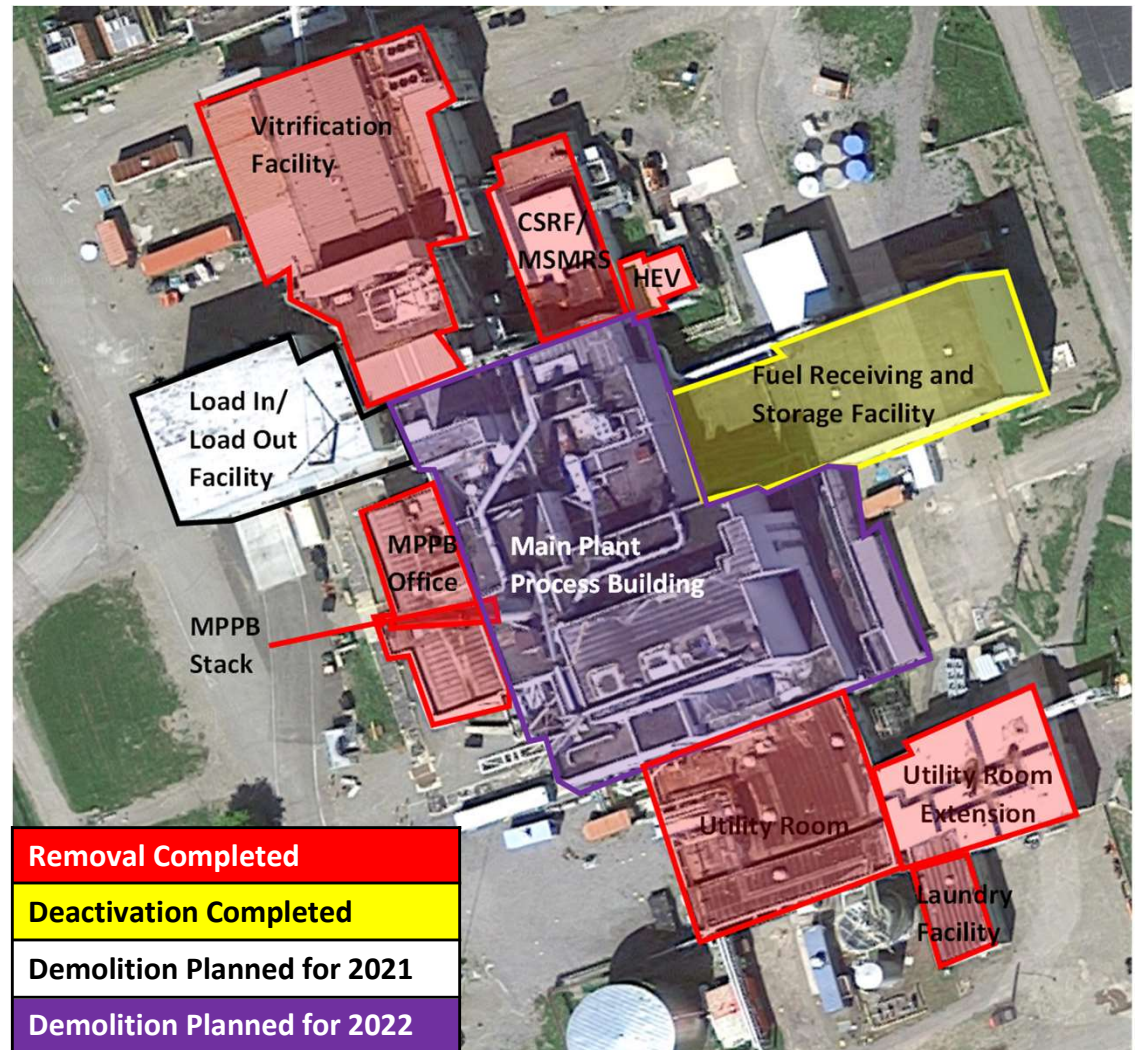 Vitrification
Facility
CSRF/
MSMRS
HEV
Fuel Receiving and
Storage Facility
Load In/
Load Out
Facility
MPPB
Office
Main Plant
Process Building
MPPB
Stack
Utility Room
Extension
Utility Room
Laundry
Facility
Removal Completed
Deactivation Completed
Demolition Planned for 2021
Demolition Planned for 2022